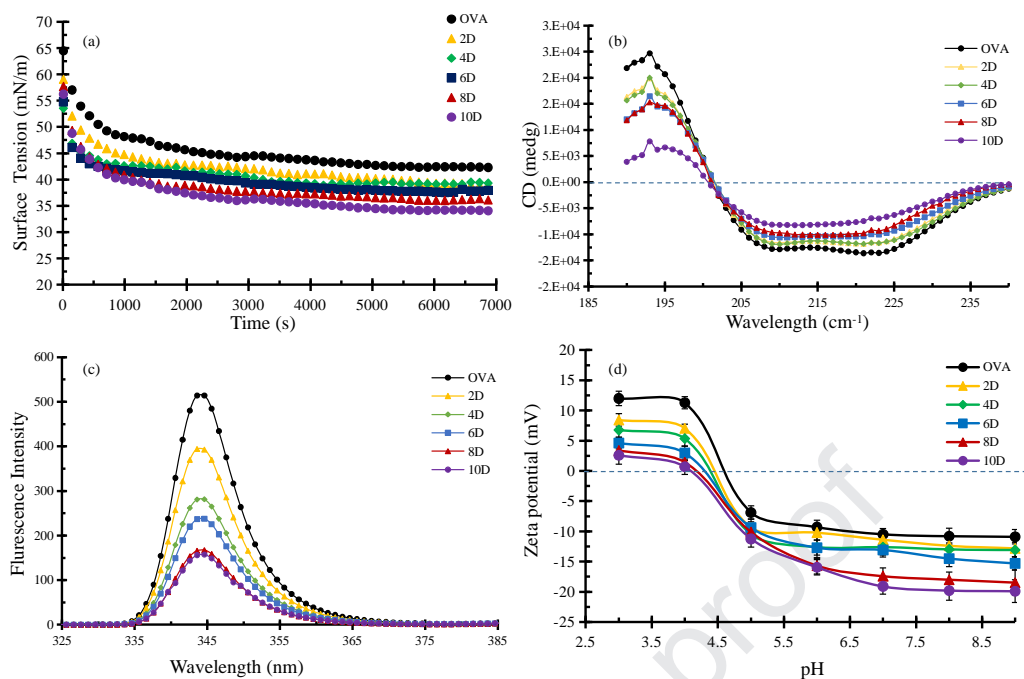 (a)
Surface Tension (mN/m)
70
65
60
55
50
45
40
35
30
25
20
0
1000
2000
3000
4000
5000
6000
7000
Time (s)
OVA
2D
4D
6D
8D
10D
(b)
CD (medg)
3.E+04
3.E+04
2.E+04
2.E+04
1.E+04
5.E+03
0.E+00
-5.E+03
-1.E+04
-2.E+04
-2.E+04
185
195
205
215
225
235
Wavelength (cm-1)
OVA
2D
4D
6D
8D
10D
(c)
Flurescence Intensity
600
500
400
300
200
100
0
325
335
345
355
365
375
385
Wavelength (nm)
OVA
2D
4D
6D
8D
10D
(d)
Zeta potential (mV)
20
15
10
5
0
-5
-10
-15
-20
-25
2.5
3.5
4.5
5.5
6.5
7.5
8.5
pH
OVA
2D
4D
6D
8D
10D
proof